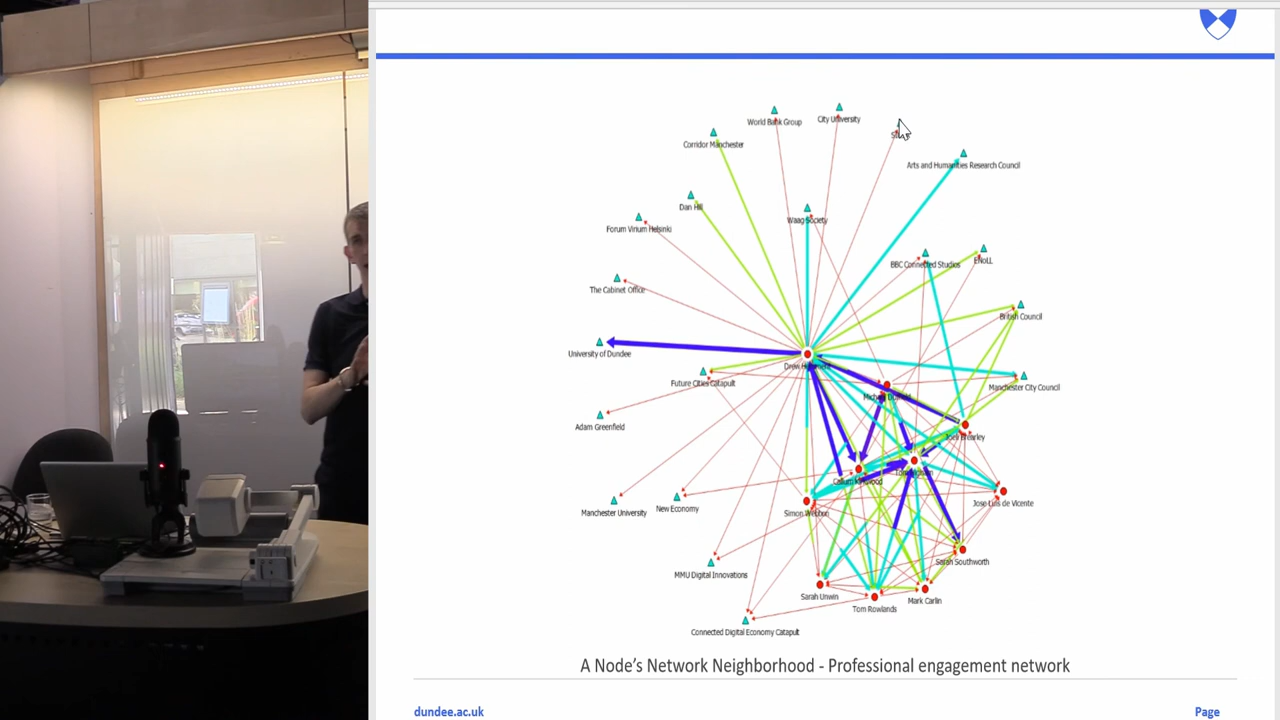 World Bank Group
City University
Corridor Manchester
Arts and Humanities Research Council
Dan Hill
Waag Society
Forum Virium Helsinki
BBC Connected Studios
ENoLL
The Cabinet Office
British Council
University of Dundee
Future Cities Catapult
Manchester City Council
Adam Greenfield
Manchester University
New Economy
Simon Webbon
Jose Luis de Vicente
Sarah Southworth
MMU Digital Innovations
Sarah Unwin
Tom Rowlands
Mark Carlin
Connected Digital Economy Catapult
A Node's Network Neighborhood - Professional engagement network
dundee.ac.uk
Page